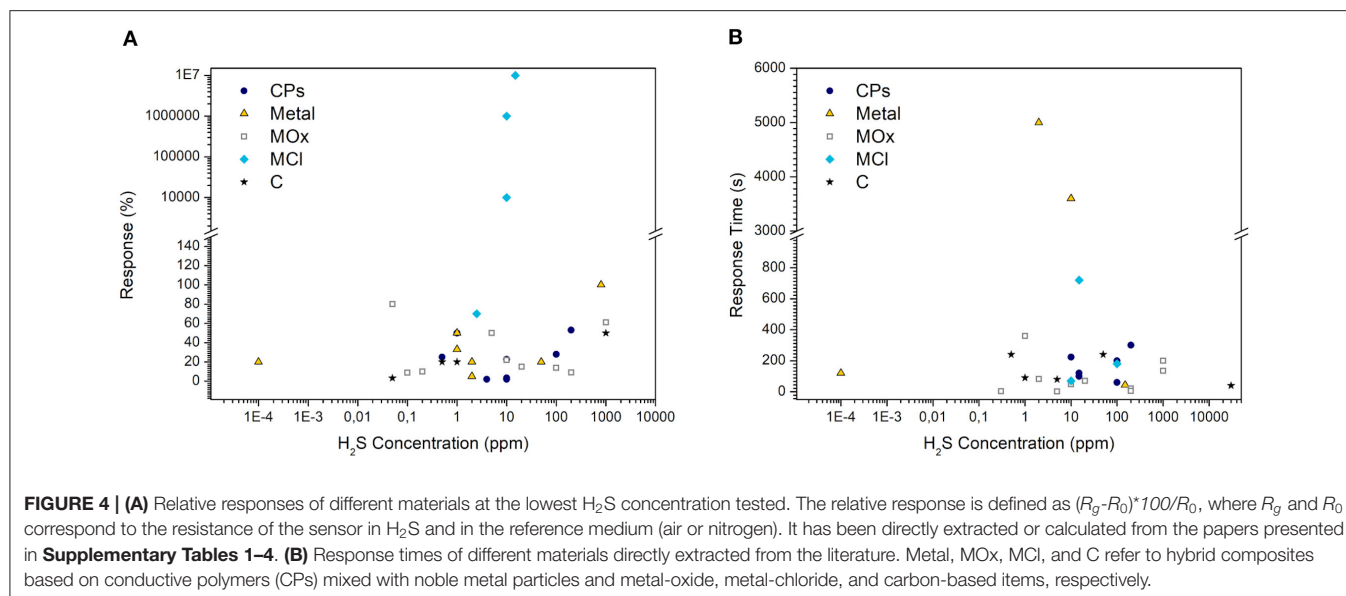 A
1E7
1000000
100000
10000
140
120
100
80
60
40
20
0
Response (%)
CPs
Metal
MOx
MCl
C
1E-4 1E-3 0,01 0,1 1 10 100 1000 10000
H₂S Concentration (ppm)
B
6000
5000
4000
3000
800
600
400
200
0
Response Time (s)
CPs
Metal
MOx
MCl
C
1E-4 1E-3 0,01 0,1 1 10 100 1000 10000
H₂S Concentration (ppm)
FIGURE 4 | (A) Relative responses of different materials at the lowest H₂S concentration tested. The relative response is defined as (Rg-R0)*100/R0, where Rg and R0
correspond to the resistance of the sensor in H₂S and in the reference medium (air or nitrogen). It has been directly extracted or calculated from the papers presented
in Supplementary Tables 1–4. (B) Response times of different materials directly extracted from the literature. Metal, MOx, MCl, and C refer to hybrid composites
based on conductive polymers (CPs) mixed with noble metal particles and metal-oxide, metal-chloride, and carbon-based items, respectively.